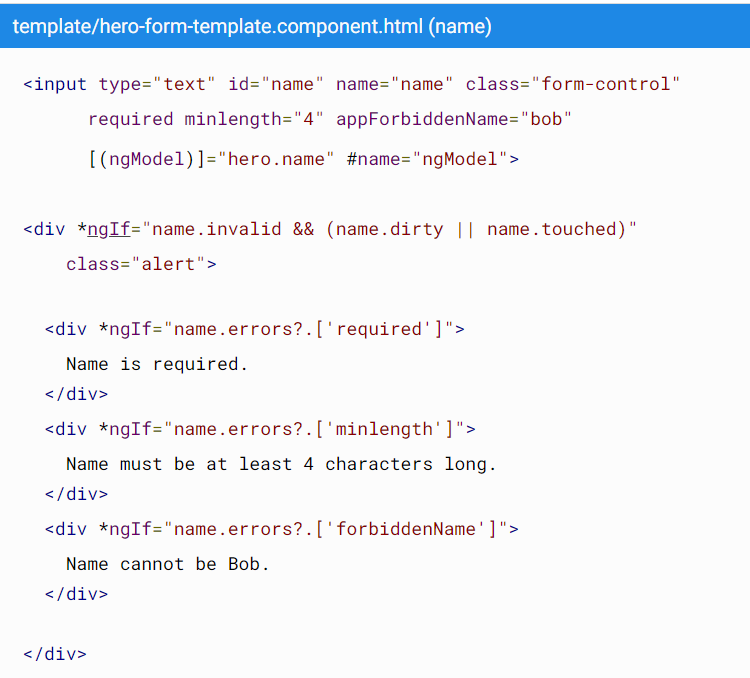 template/hero-form-template.component.html (name)
<input type="text" id="name" name="name" class="form-control"
required minlength="4" appForbiddenName="bob"
[(ngModel)]="hero.name" #name="ngModel">
<div *ngIf="name.invalid && (name.dirty || name.touched)"
class="alert">
<div *ngIf="name.errors?.['required']">
Name is required.
</div>
<div *ngIf="name.errors?.['minlength']">
Name must be at least 4 characters long.
</div>
<div *ngIf="name.errors?.['forbiddenName']">
Name cannot be Bob.
</div>
</div>